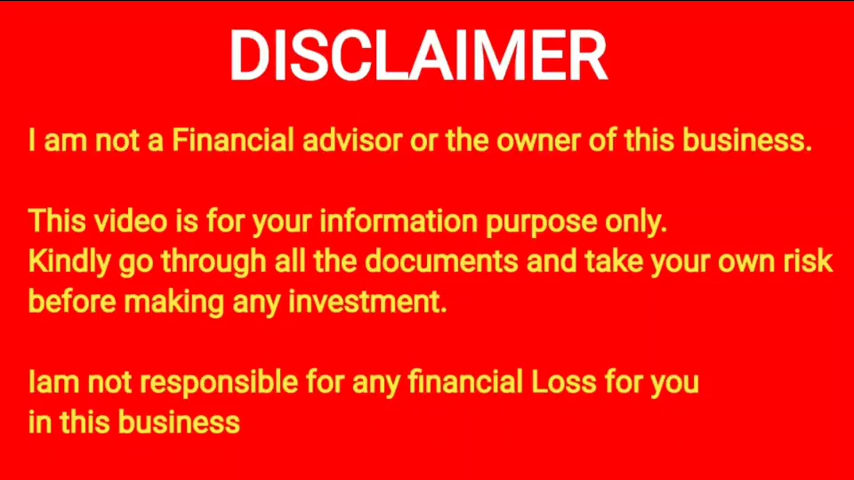 DISCLAIMER
I am not a Financial advisor or the owner of this business.
This video is for your information purpose only.
Kindly go through all the documents and take your own risk
before making any investment.
Iam not responsible for any financial Loss for you
in this business